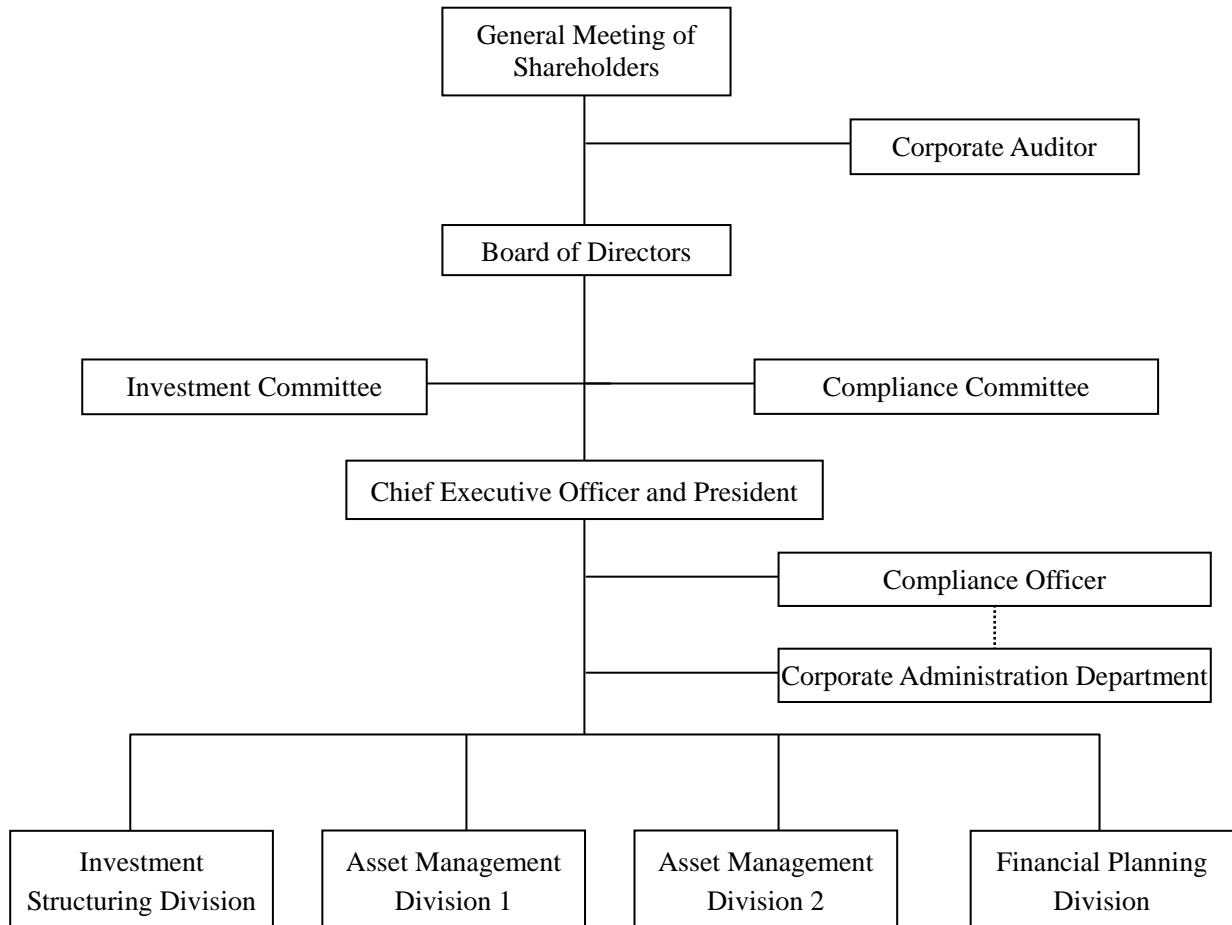 General Meeting of
Shareholders
Corporate Auditor
Board of Directors
Investment Committee
Compliance Committee
Chief Executive Officer and President
Compliance Officer
Corporate Administration Department
Investment
Structuring Division
Asset Management
Division 1
Asset Management
Division 2
Financial Planning
Division